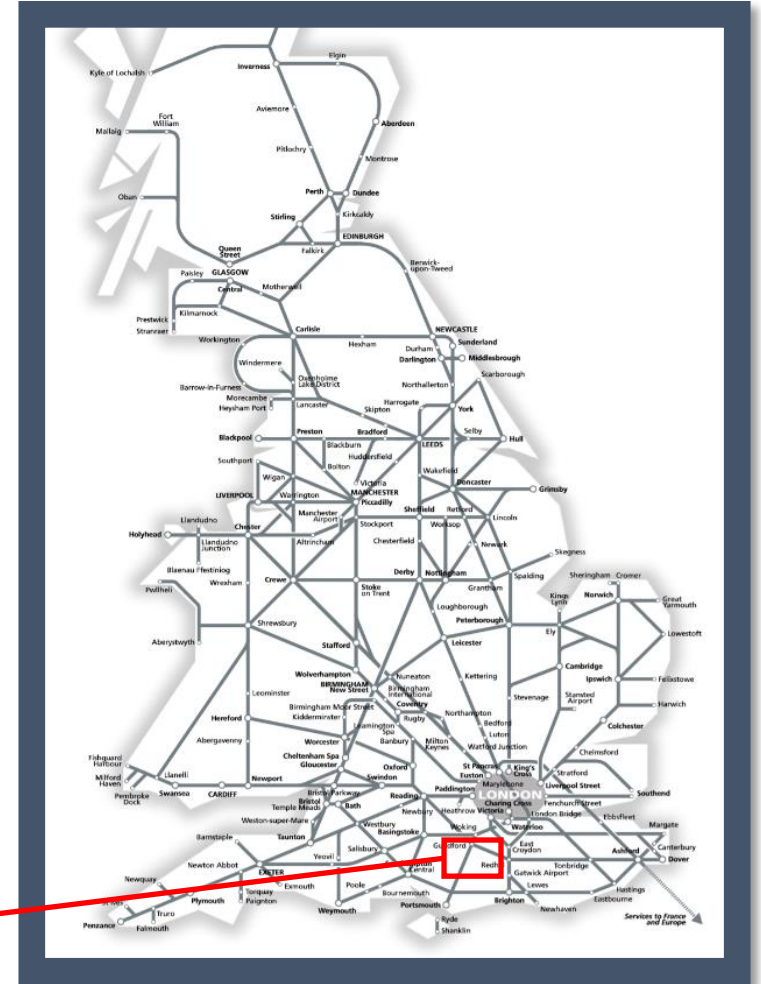 Elgin
Inverness
Kyle of Lochalsh
Aviemore
Fort
William
Aberdeen
Mallaig
Pitlochry
Montrose
Perth
Dundee
Oban
Stirling
Kirkcaldy
EDINBURGH
Queen
Street
Falkirk
Berwick-
upon-Tweed
Paisley
GLASGOW
Central
Motherwell
Prestwick
Kilmarnock
Stranraer
Carlisle
NEWCASTLE
Workington
Hexham
Sunderland
Durham
Darlington
Middlesbrough
Windermere
Scarborough
Oxenholme
Lake District
Barrow-in-Furness
Northallerton
Morecambe
Lancaster
Harrogate
Heysham Port
Skipton
York
Blackpool
Preston
Bradford
Selby
Blackburn
LEEDS
Hull
Huddersfield
Southport
Bolton
Wakefield
Wigan
Victoria
Doncaster
MANCHESTER
LIVERPOOL
Warrington
Piccadilly
Grimsby
Manchester
Airport
Sheffield
Retford
Llandudno
Stockport
Worksop
Lincoln
Holyhead
Chester
Llandudno
Junction
Altrincham
Chesterfield
Newark
Skegness
Blaenau Ffestiniog
Derby
Nottingham
Sheringham
Cromer
Pwllheli
Wrexham
Crewe
Stoke
on Trent
Grantham
Spalding
Kings
Lynn
Norwich
Great
Yarmouth
Loughborough
Shrewsbury
Peterborough
Ely
Lowestoft
Aberystwyth
Stafford
Leicester
Cambridge
Wolverhampton
BIRMINGHAM
New Street
Nuneaton
Kettering
Ipswich
Felixstowe
Leominster
Birmingham
International
Stevenage
Stansted
Airport
Birmingham Moor Street
Coventry
Harwich
Hereford
Kidderminster
Rugby
Northampton
Colchester
Leamington
Spa
Bedford
Abergavenny
Worcester
Banbury
Milton
Keynes
Luton
Cheltenham Spa
Watford Junction
Chelmsford
Fishguard
Harbour
Gloucester
Oxford
St Pancras
King's
Cross
Llanelli
Newport
Swindon
Euston
Stratford
Milford
Haven
Marylebone
Liverpool Street
Pembroke
Dock
Swansea
CARDIFF
Bristol Parkway
Reading
Paddington
LONDON
Southend
Bristol
Temple Meads
Bath
Newbury
Heathrow
Victoria
Charing Cross
Fenchurch Street
London Bridge
Ebbsfleet
Weston-super-Mare
Westbury
Basingstoke
Woking
Waterloo
Margate
Barnstaple
Taunton
Salisbury
Guildford
East
Croydon
Canterbury
Newton Abbot
Yeovil
Redh
Tonbridge
Ashford
Dover
Newquay
EXETER
Central
Gatwick Airport
Exmouth
Poole
Lewes
Hastings
Torquay
Bournemouth
Eastbourne
Plymouth
Paignton
Weymouth
Portsmouth
Brighton
Newhaven
Truro
Ryde
Services to France
and Europe
Penzance
Falmouth
Shanklin